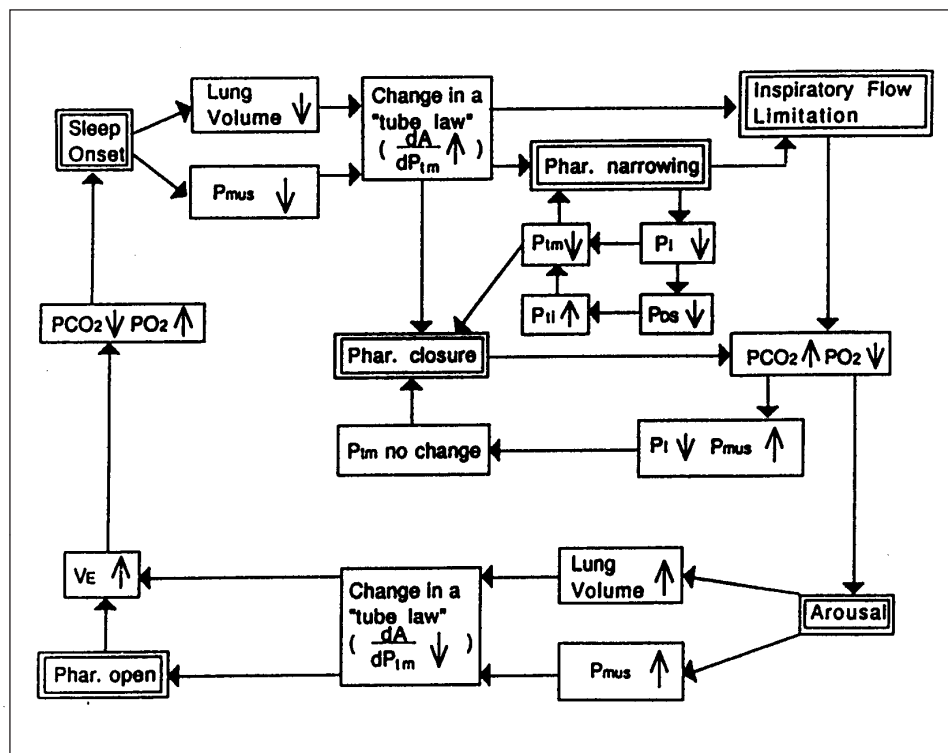 Sleep
Onset
Lung
Volume ↓
Pmus ↓
Change in a
"tube law"
( dA
dPtm ↑ )
Inspiratory Flow
Limitation
Phar. narrowing
Ptm ↓
Pl ↓
Pti ↑
PDS ↓
PCO2 ↓ PO2 ↑
Phar. closure
PCO2 ↑ PO2 ↓
Ptm no change
Pl ↓ Pmus ↑
VE ↑
Change in a
"tube law"
( dA
dPtm ↓ )
Lung
Volume ↑
Arousal
Phar. open
Pmus ↑